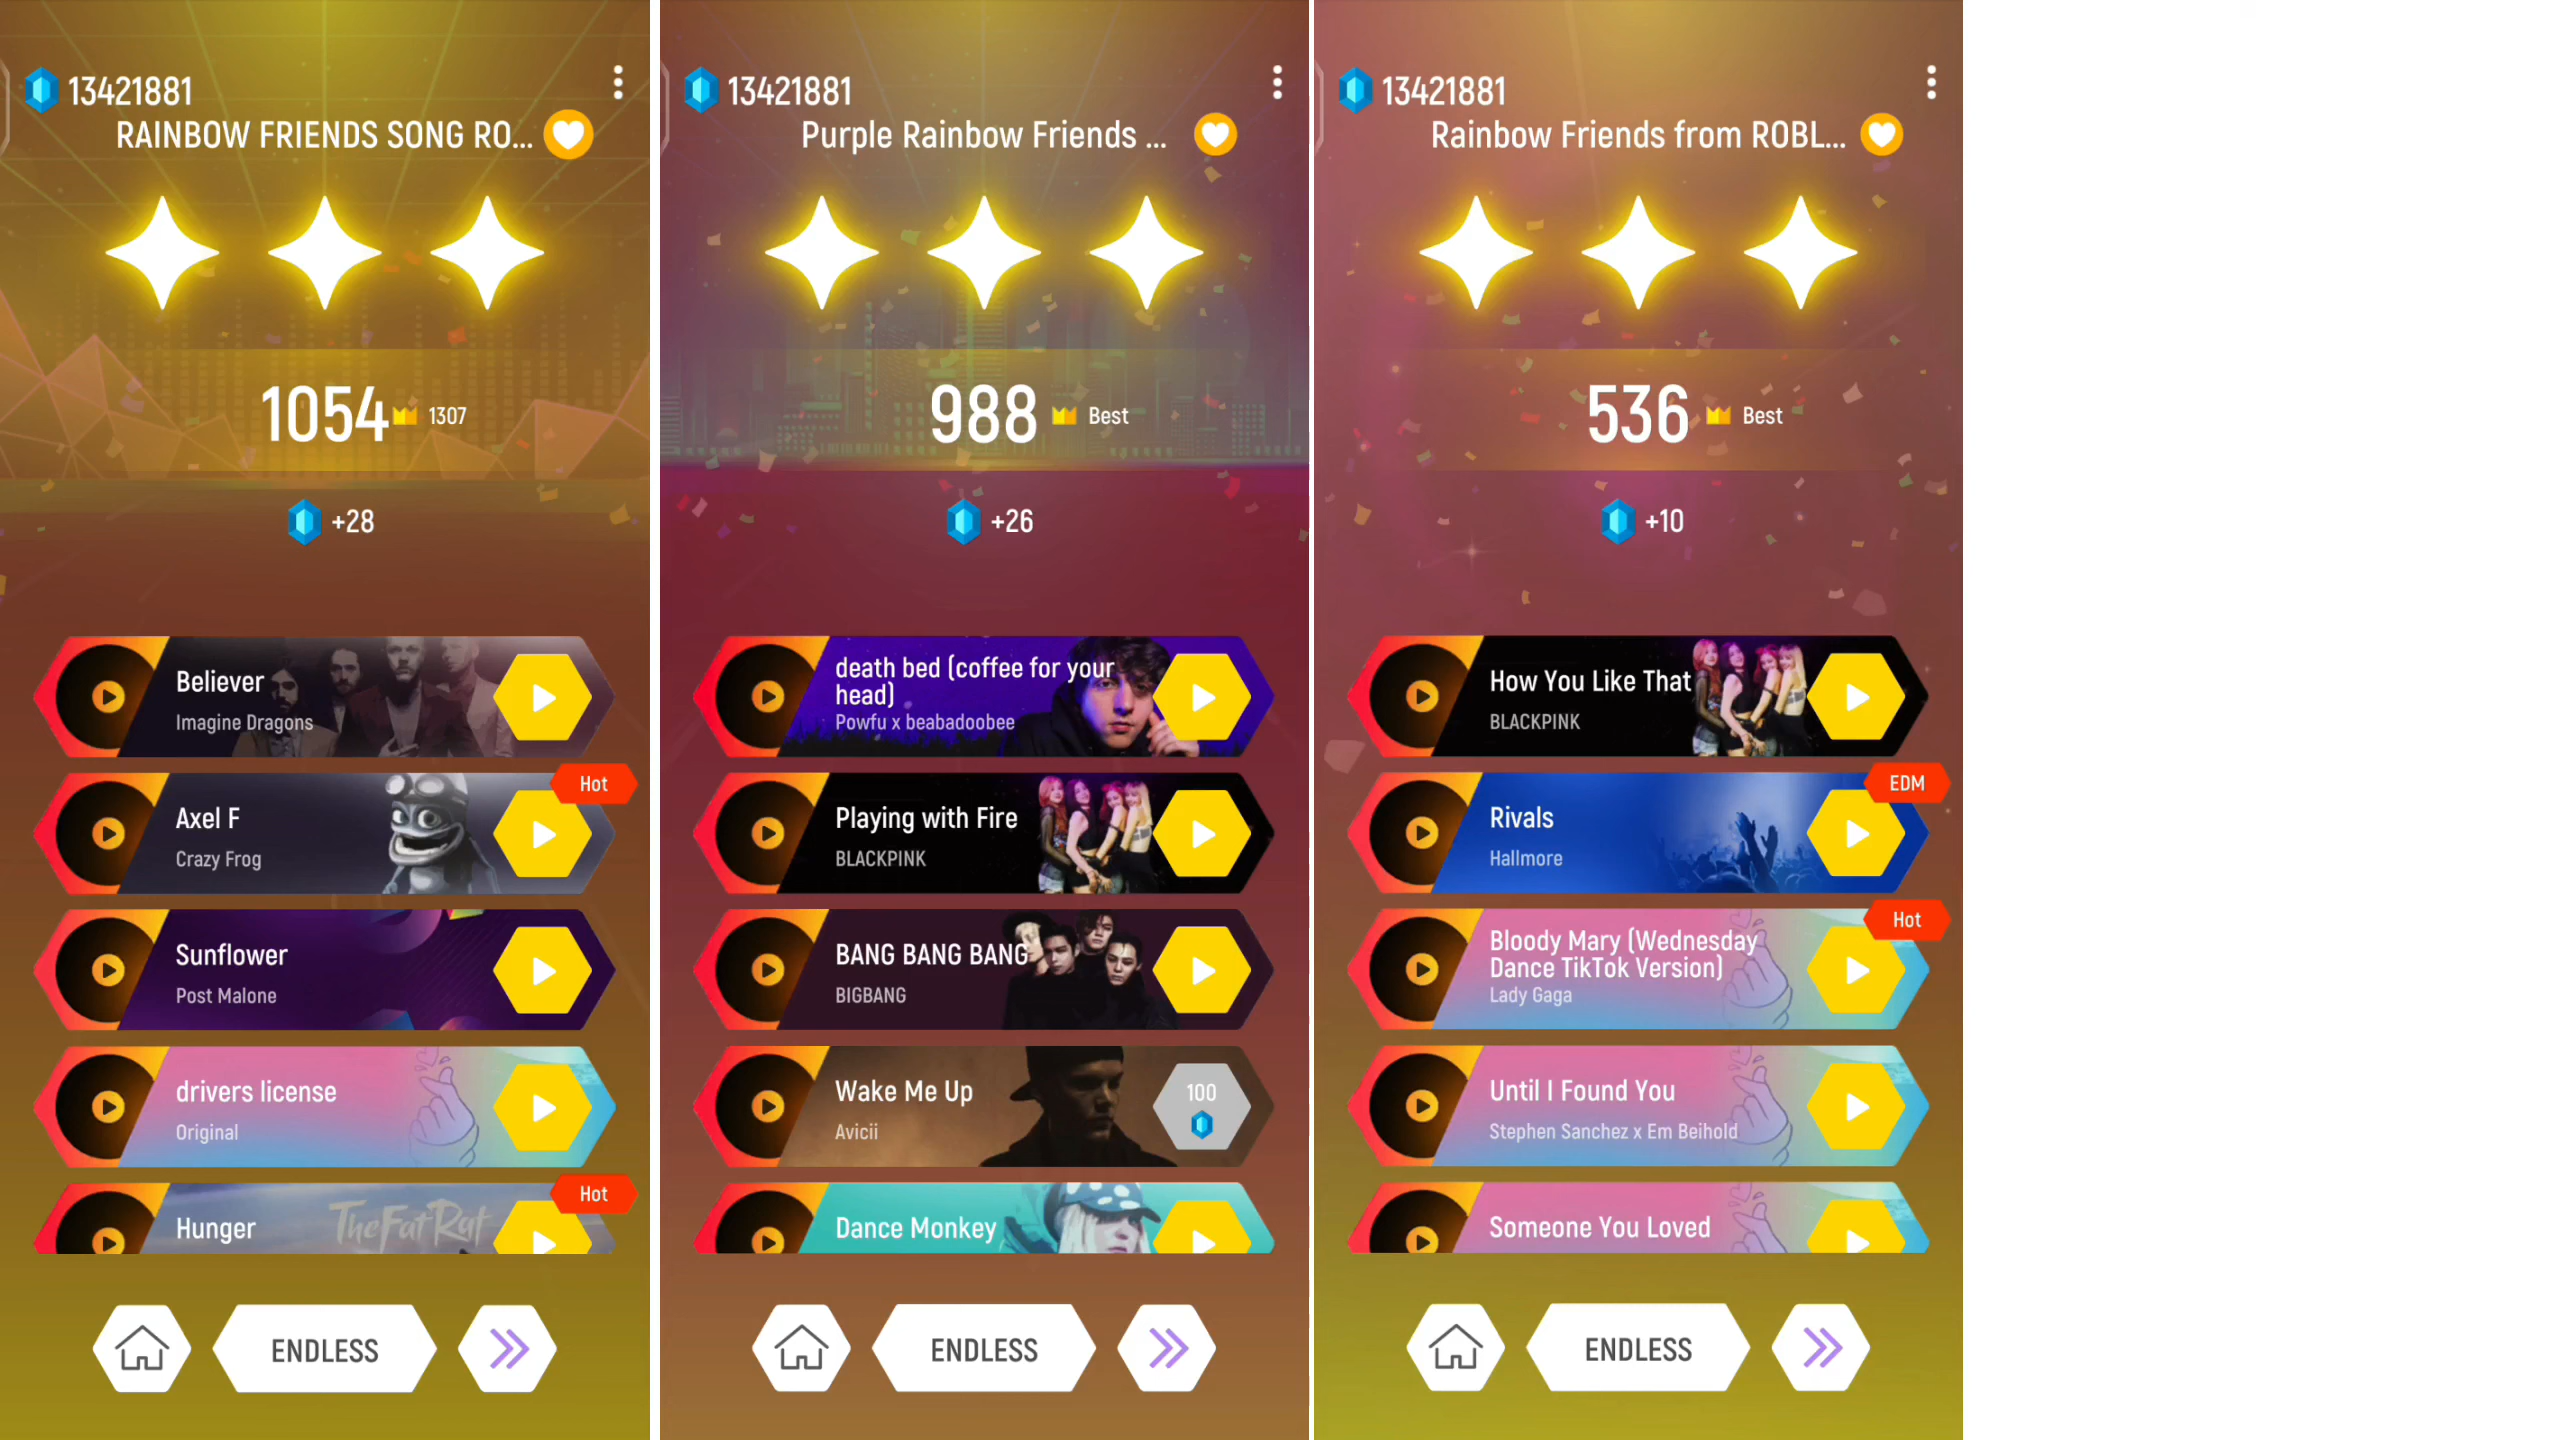 13421881
RAINBOW FRIENDS SONG RO...
1054
1307
+28
Believer
Imagine Dragons
Hot
Axel F
Crazy Frog
Sunflower
Post Malone
drivers license
Original
Hot
Hunger
TheFatRat
ENDLESS
13421881
Purple Rainbow Friends ...
988
Best
+26
death bed (coffee for your
head)
Powfu x beabadoobee
Playing with Fire
BLACKPINK
BANG BANG BANG
BIGBANG
Wake Me Up
Avicii
100
Dance Monkey
ENDLESS
13421881
Rainbow Friends from ROBL...
536
Best
+10
How You Like That
BLACKPINK
EDM
Rivals
Hallmore
Hot
Bloody Mary (Wednesday
Dance TikTok Version)
Lady Gaga
Until I Found You
Stephen Sanchez x Em Beihold
Someone You Loved
ENDLESS